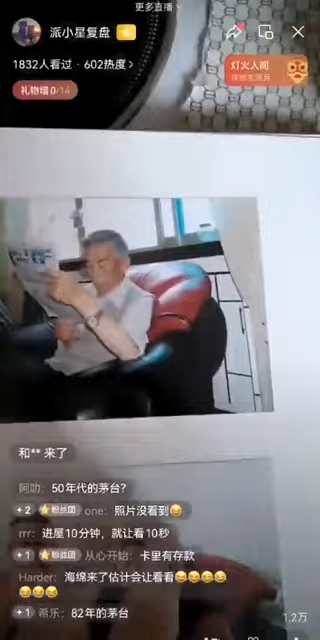 更多直播
派小星复盘
1832人看过 · 602热度
灯火人间
礼物墙 0/14
和** 来了
阿叻: 50年代的茅台?
+2 粉丝团 one: 照片没看到😂
rrr: 进屋10分钟，就让看10秒
+1 粉丝团 从心开始: 卡里有存款
Harder: 海绵来了估计会让看看😂😂😂😂
😂😂😂
+1 希乐: 82年的茅台
1.2万